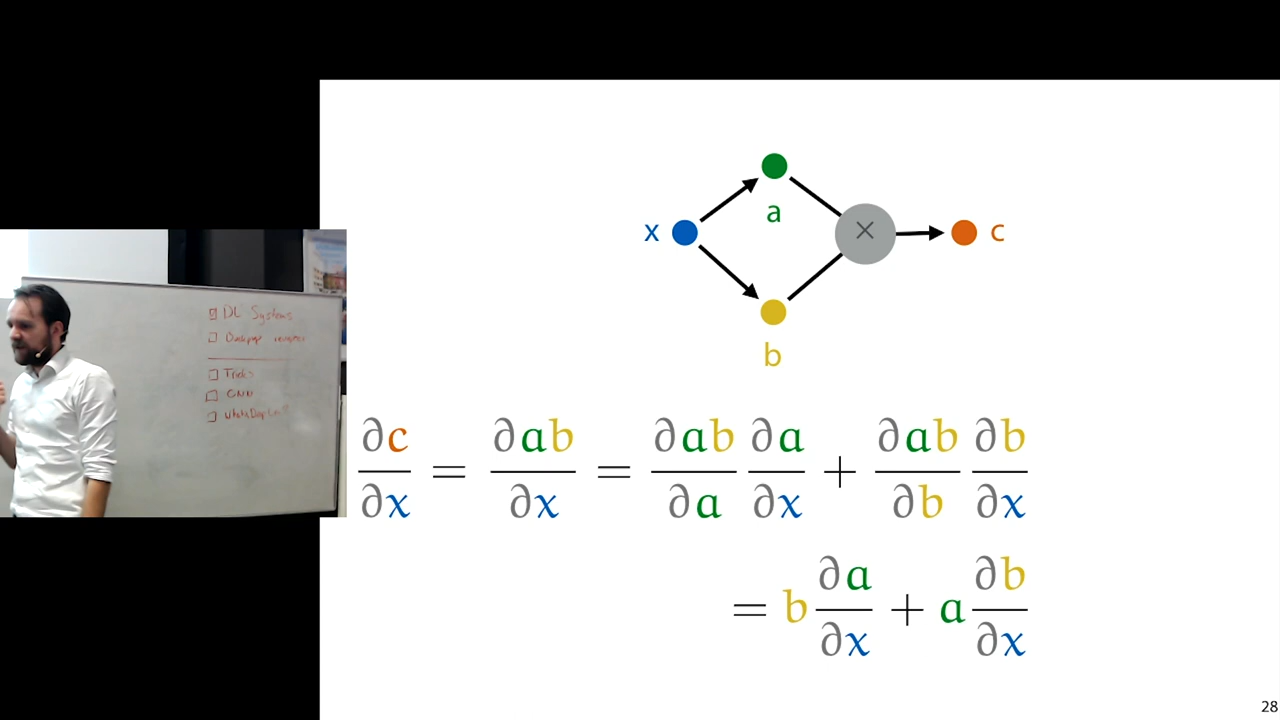 a
x
×
c
b
DL Systems
Tricks
∂c/∂x = ∂ab/∂x = ∂ab/∂a ∂a/∂x + ∂ab/∂b ∂b/∂x
= b ∂a/∂x + a ∂b/∂x
28